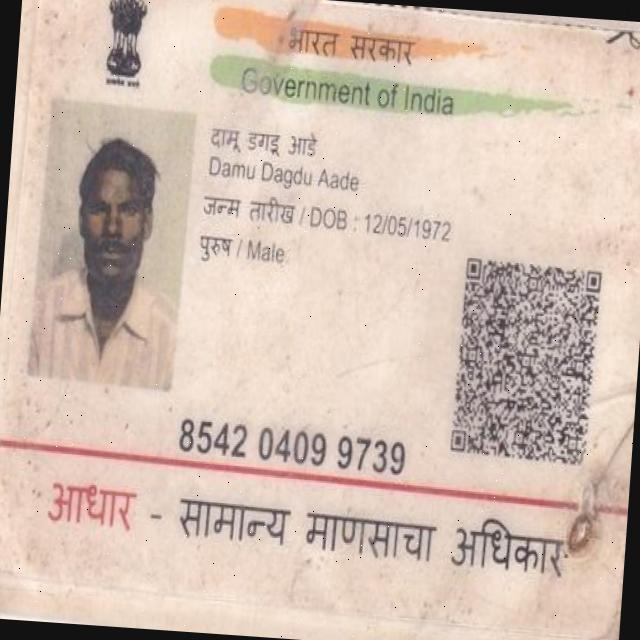 भारत सरकार
Government of India
दामू डगडू आडे
Damu Dagdu Aade
जन्म तारीख / DOB : 12/05/1972
पुरुष / Male
8542 0409 9739
आधार - सामान्य माणसाचा अधिकार